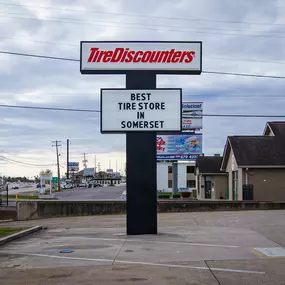 TireDiscounters
BEST
TIRE STORE
IN
SOMERSET